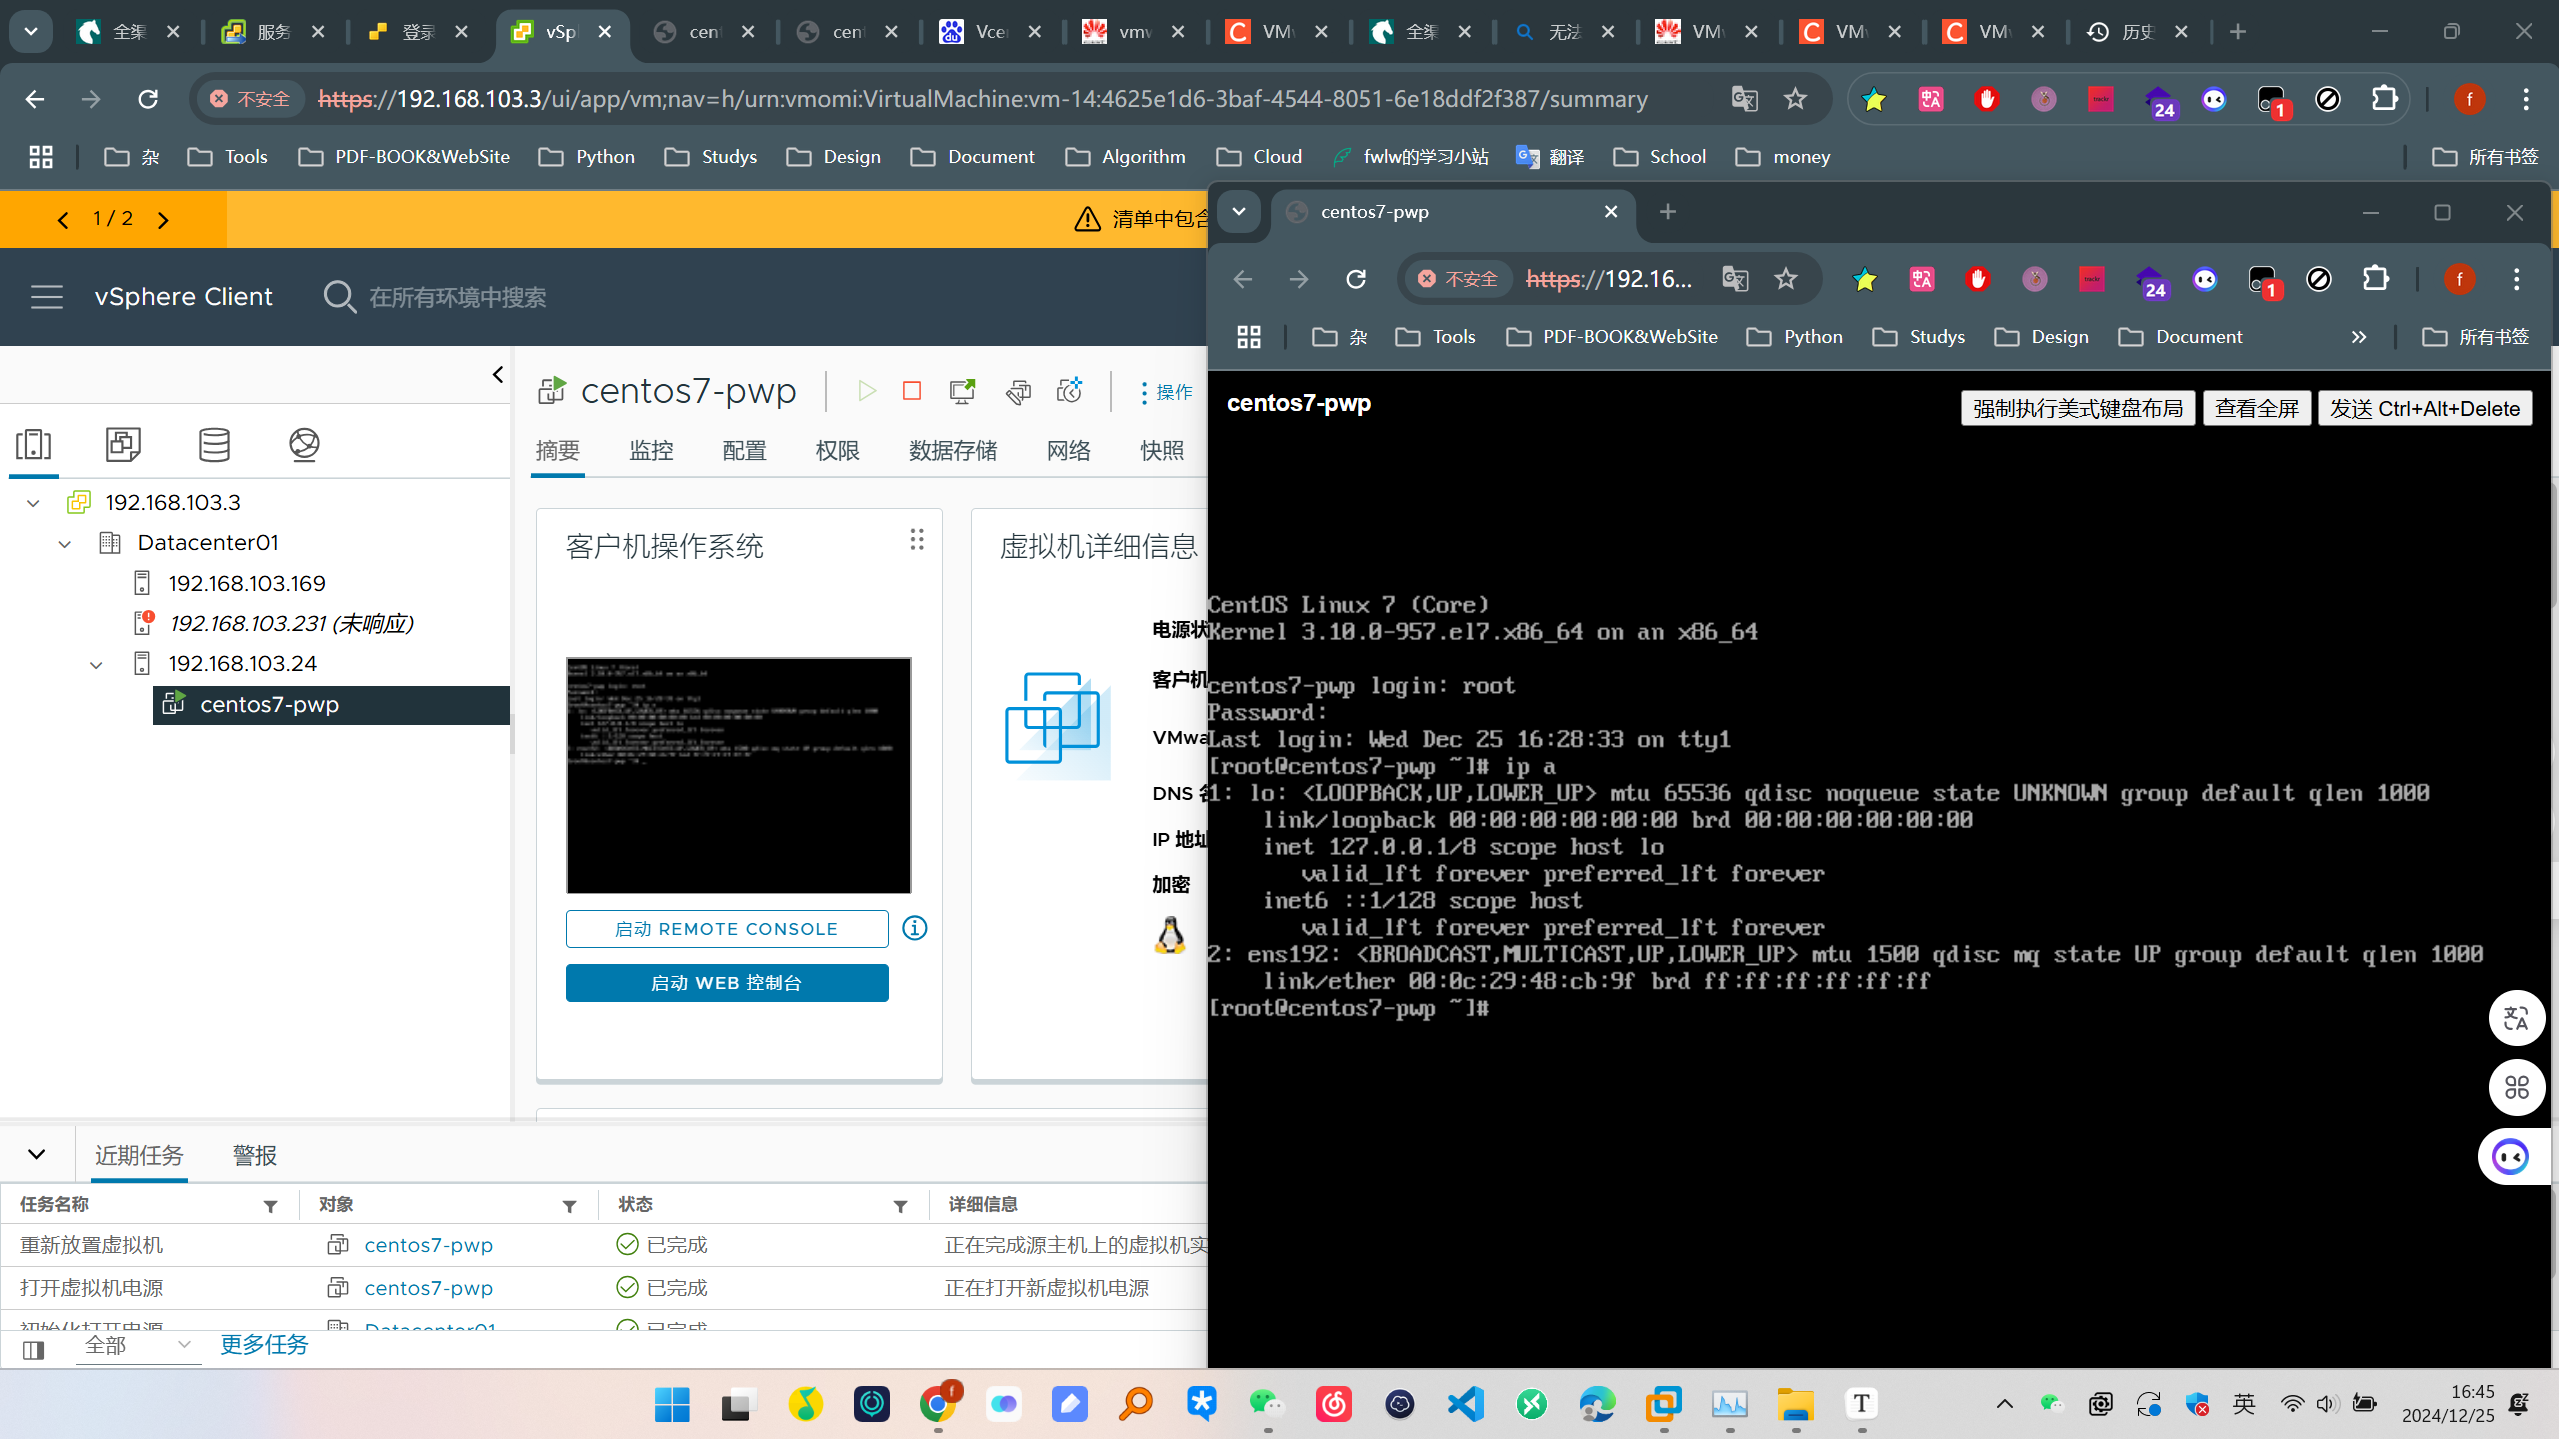 全渠
服务
登录
vSp
cent
cent
Vcen
vmw
VMw
全渠
无法
VMw
VMw
VMw
历史
不安全
https://192.168.103.3/ui/app/vm;nav=h/urn:vmomi:VirtualMachine:vm-14:4625e1d6-3baf-4544-8051-6e18ddf2f387/summary
24
1
f
杂
Tools
PDF-BOOK&WebSite
Python
Studys
Design
Document
Algorithm
Cloud
fwlw的学习小站
翻译
School
money
所有书签
1 / 2
清单中包含
vSphere Client
在所有环境中搜索
192.168.103.3
Datacenter01
192.168.103.169
192.168.103.231 (未响应)
192.168.103.24
centos7-pwp
centos7-pwp
操作
摘要
监控
配置
权限
数据存储
网络
快照
客户机操作系统
启动 REMOTE CONSOLE
启动 WEB 控制台
虚拟机详细信息
电源状
客户机
VMwa
DNS 名
IP 地址
加密
centos7-pwp
不安全
https://192.16...
24
1
f
杂
Tools
PDF-BOOK&WebSite
Python
Studys
Design
Document
所有书签
centos7-pwp
强制执行美式键盘布局
查看全屏
发送 Ctrl+Alt+Delete
CentOS Linux 7 (Core)
Kernel 3.10.0-957.el7.x86_64 on an x86_64
centos7-pwp login: root
Password:
Last login: Wed Dec 25 16:28:33 on tty1
[root@centos7-pwp ~]# ip a
1: lo: <LOOPBACK,UP,LOWER_UP> mtu 65536 qdisc noqueue state UNKNOWN group default qlen 1000
link/loopback 00:00:00:00:00:00 brd 00:00:00:00:00:00
inet 127.0.0.1/8 scope host lo
valid_lft forever preferred_lft forever
inet6 ::1/128 scope host
valid_lft forever preferred_lft forever
2: ens192: <BROADCAST,MULTICAST,UP,LOWER_UP> mtu 1500 qdisc mq state UP group default qlen 1000
link/ether 00:0c:29:48:cb:9f brd ff:ff:ff:ff:ff:ff
[root@centos7-pwp ~]#
近期任务
警报
任务名称
对象
状态
详细信息
重新放置虚拟机
centos7-pwp
已完成
正在完成源主机上的虚拟机实
打开虚拟机电源
centos7-pwp
已完成
正在打开新虚拟机电源
初始化打开电源
Datacenter01
已完成
全部
更多任务
英
16:45
2024/12/25